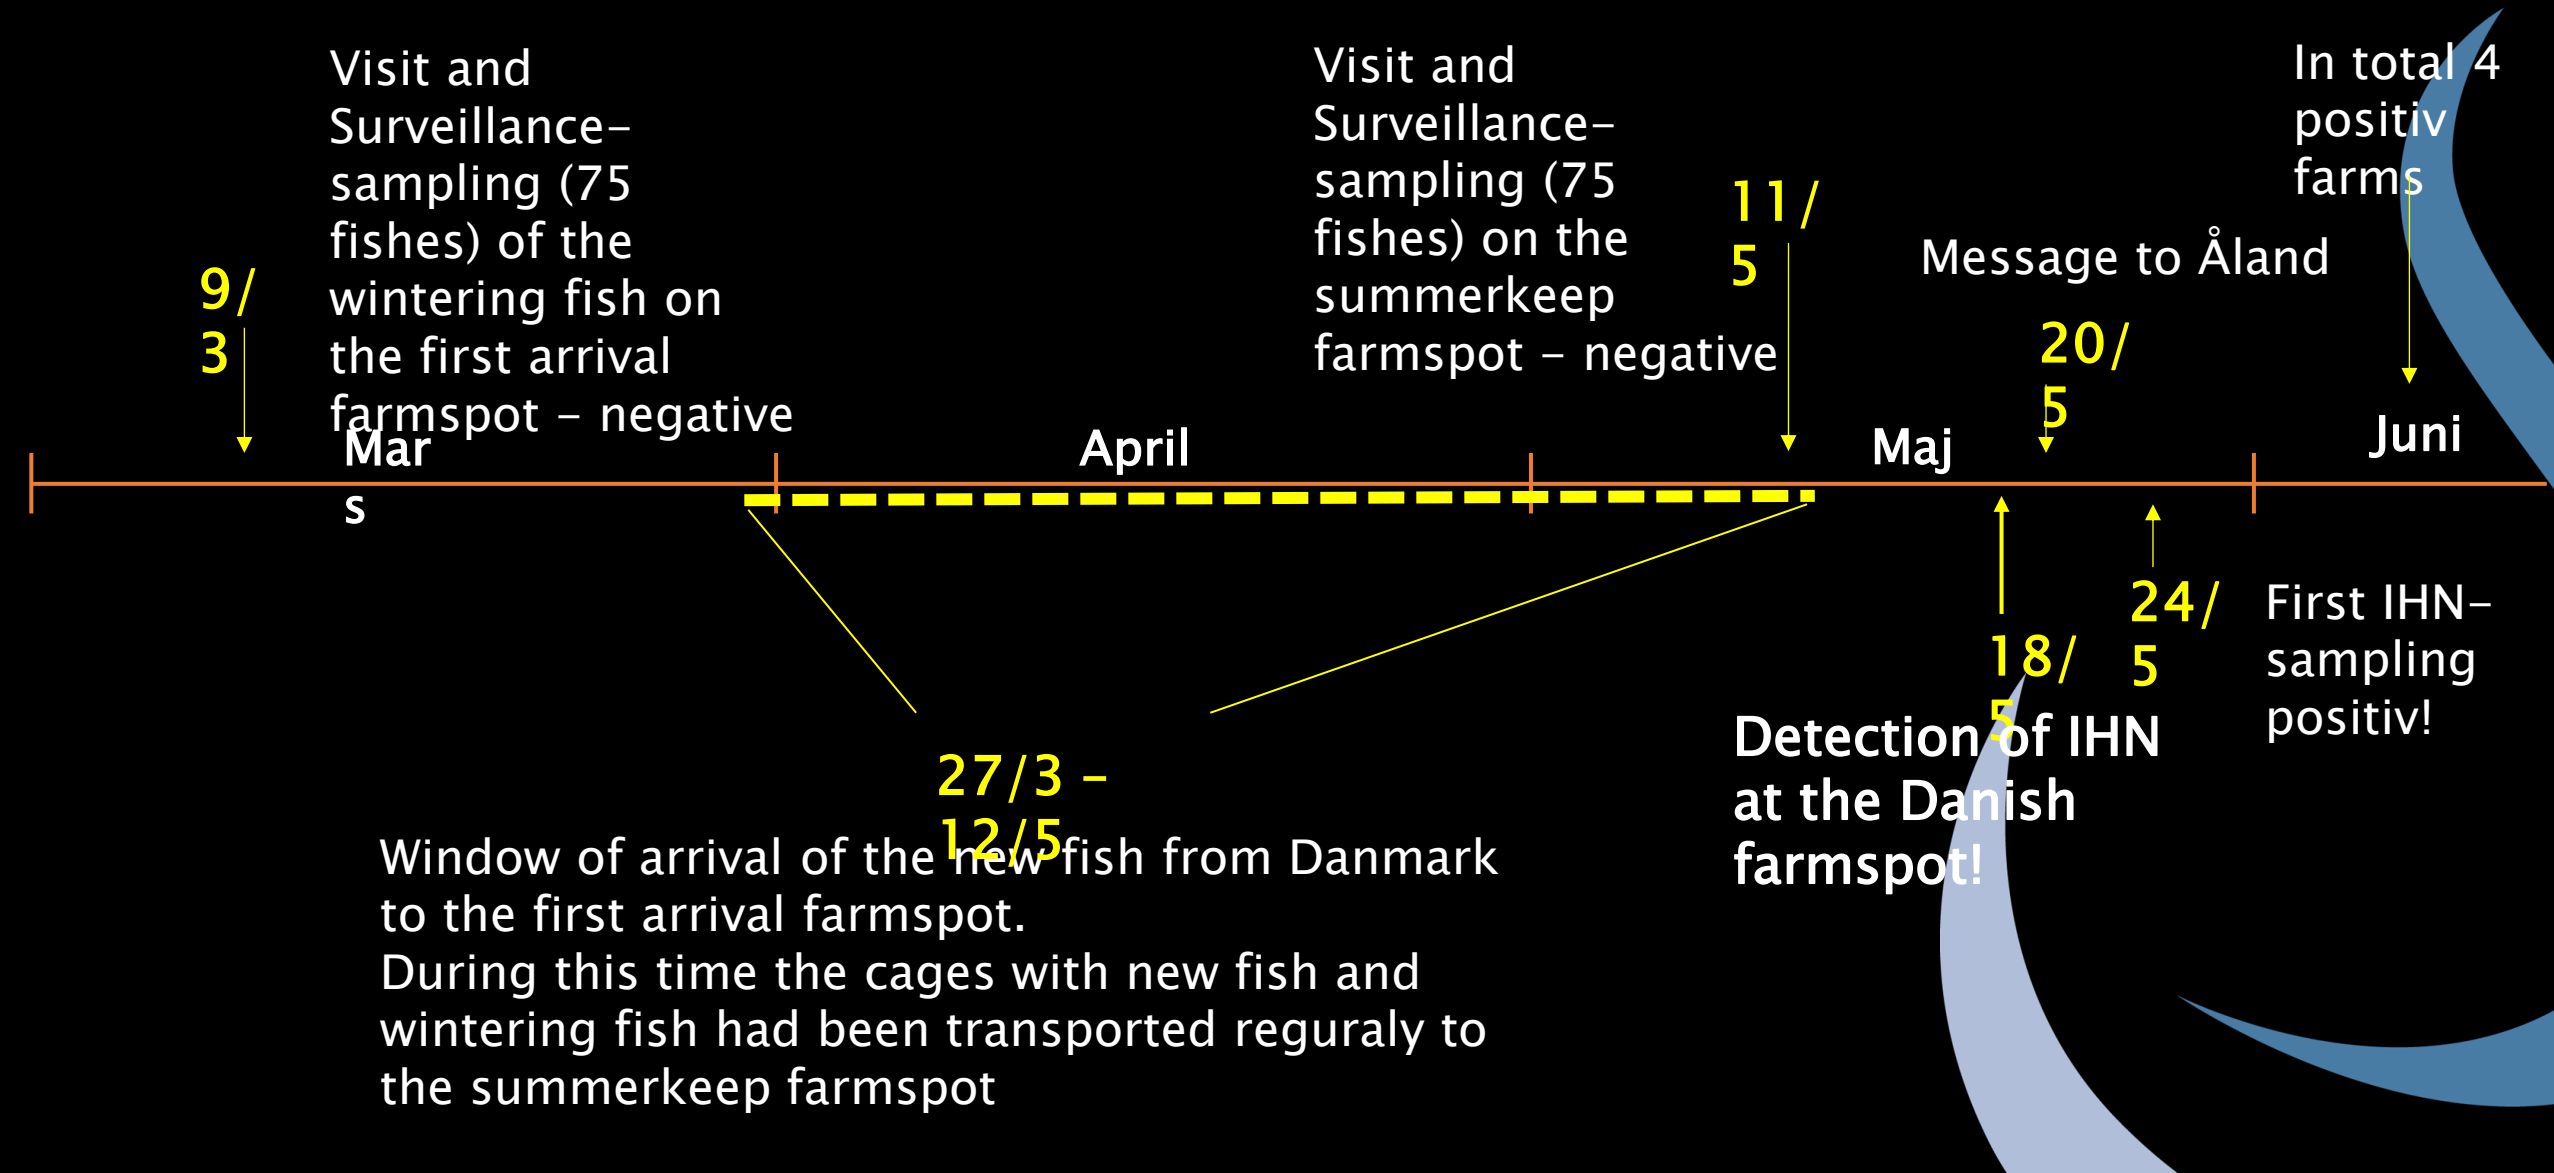 Visit and
Surveillance-
sampling (75
fishes) of the
wintering fish on
the first arrival
farmspot – negative
9/
3
Visit and
Surveillance-
sampling (75
fishes) on the
summerkeep
farmspot – negative
11/
5
In total 4
positiv
farms
Message to Åland
20/
5
Mar
s
April
Maj
Juni
27/3 –
12/5
Window of arrival of the new fish from Danmark
to the first arrival farmspot.
During this time the cages with new fish and
wintering fish had been transported reguraly to
the summerkeep farmspot
18/
5
Detection of IHN
at the Danish
farmspot!
24/
5
First IHN-
sampling
positiv!